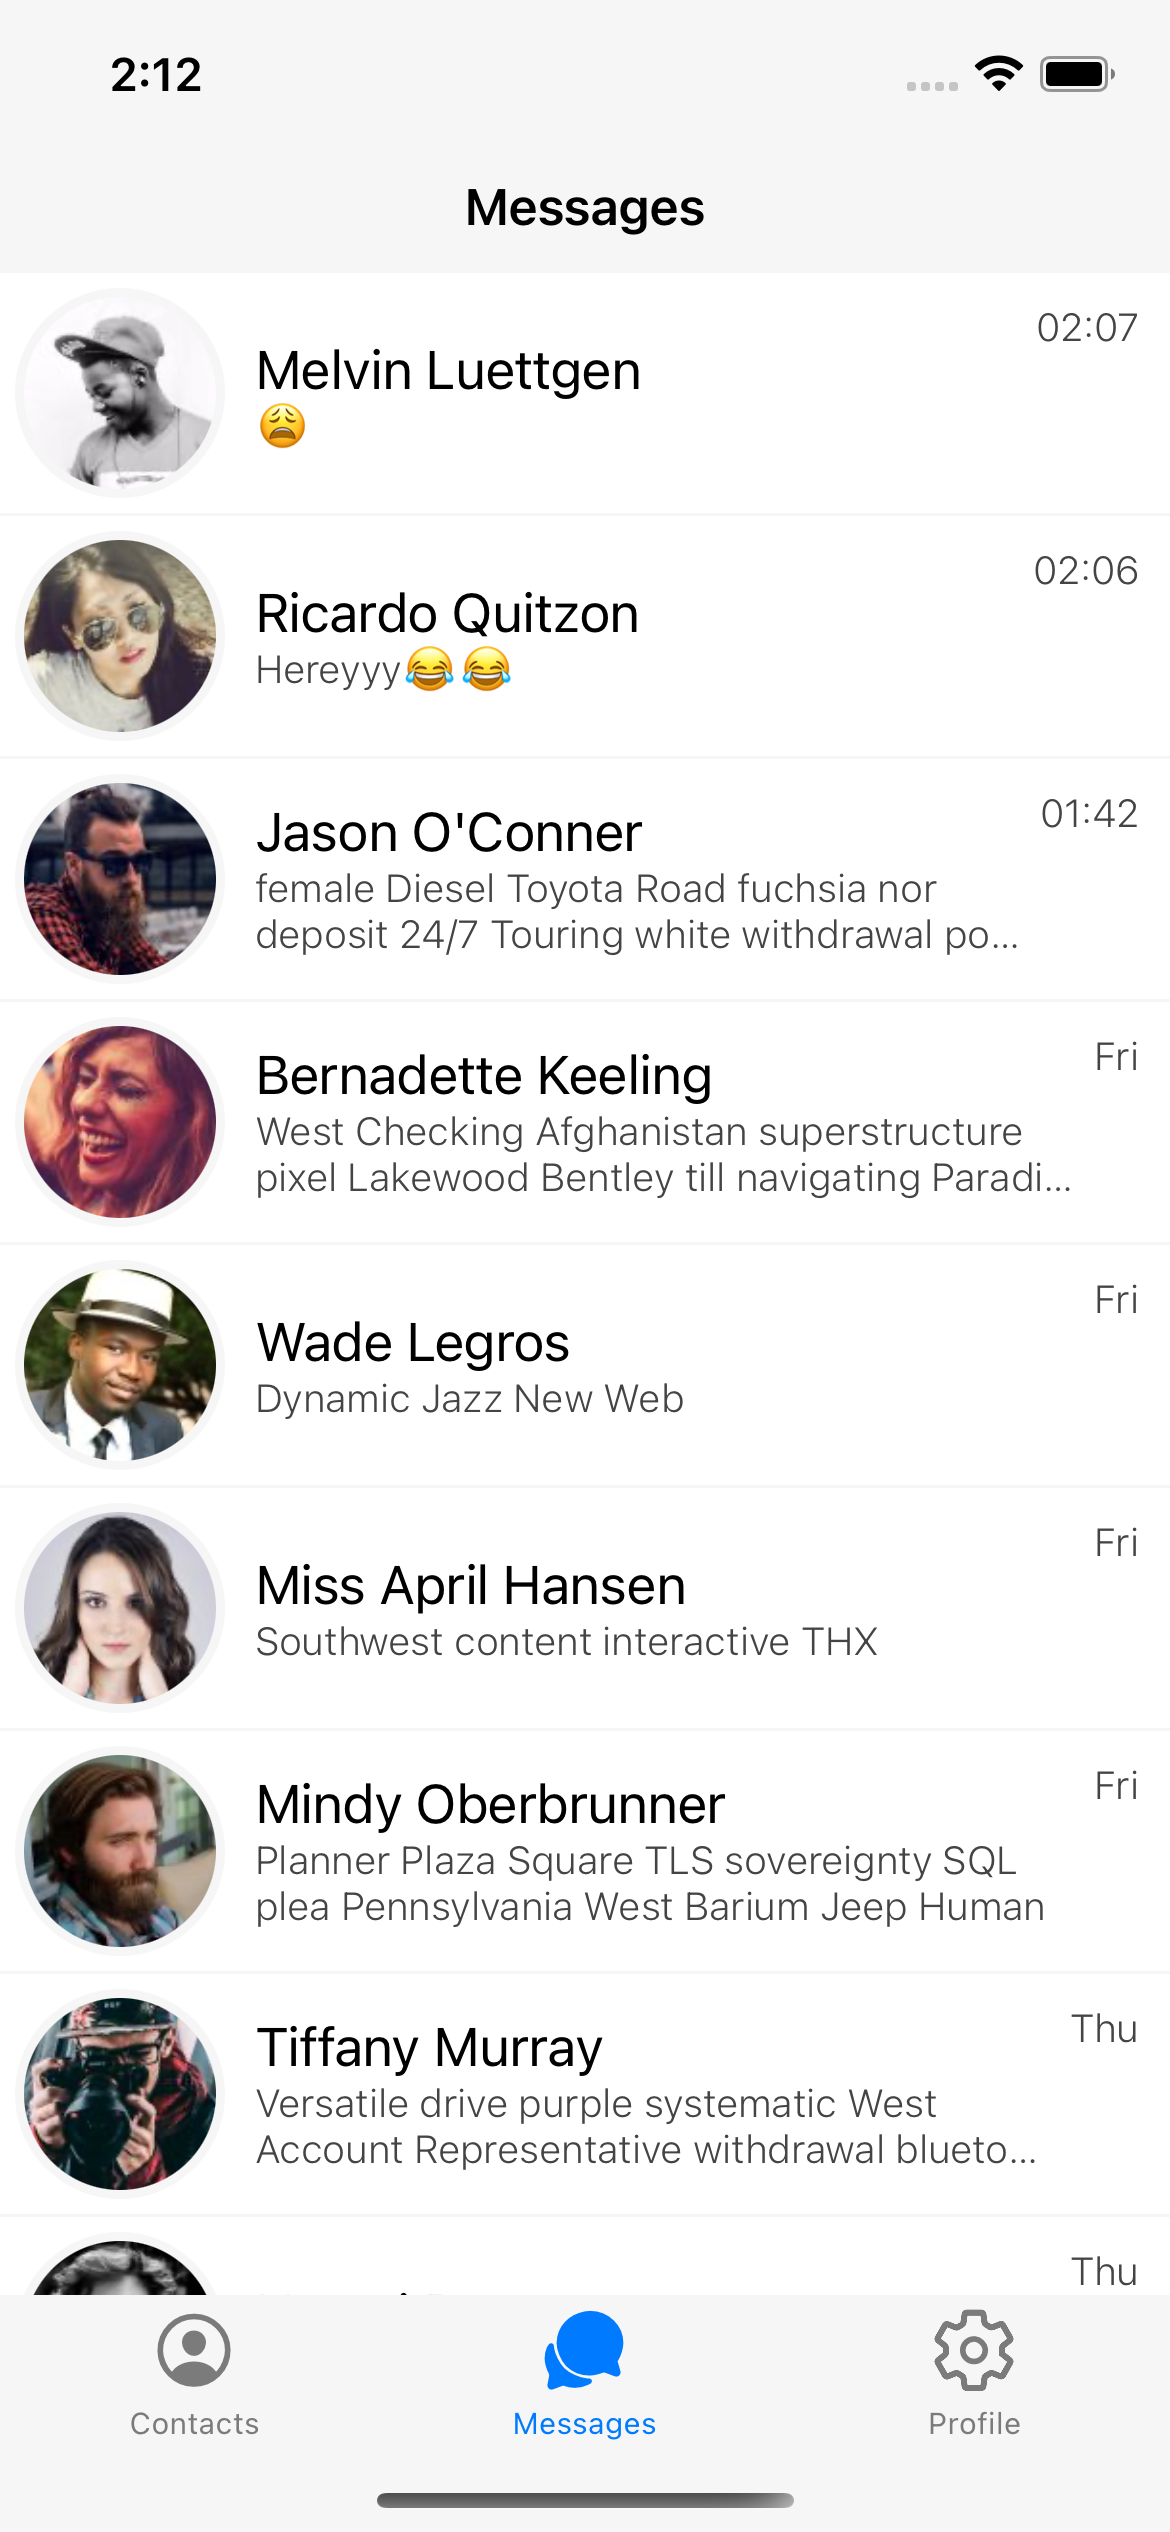 2:12
Messages
Melvin Luettgen
02:07
😩
Ricardo Quitzon
02:06
Hereyyy😂😂
Jason O'Conner
01:42
female Diesel Toyota Road fuchsia nor
deposit 24/7 Touring white withdrawal po...
Bernadette Keeling
Fri
West Checking Afghanistan superstructure
pixel Lakewood Bentley till navigating Paradi...
Wade Legros
Fri
Dynamic Jazz New Web
Miss April Hansen
Fri
Southwest content interactive THX
Mindy Oberbrunner
Fri
Planner Plaza Square TLS sovereignty SQL
plea Pennsylvania West Barium Jeep Human
Tiffany Murray
Thu
Versatile drive purple systematic West
Account Representative withdrawal blueto...
Thu
Contacts
Messages
Profile